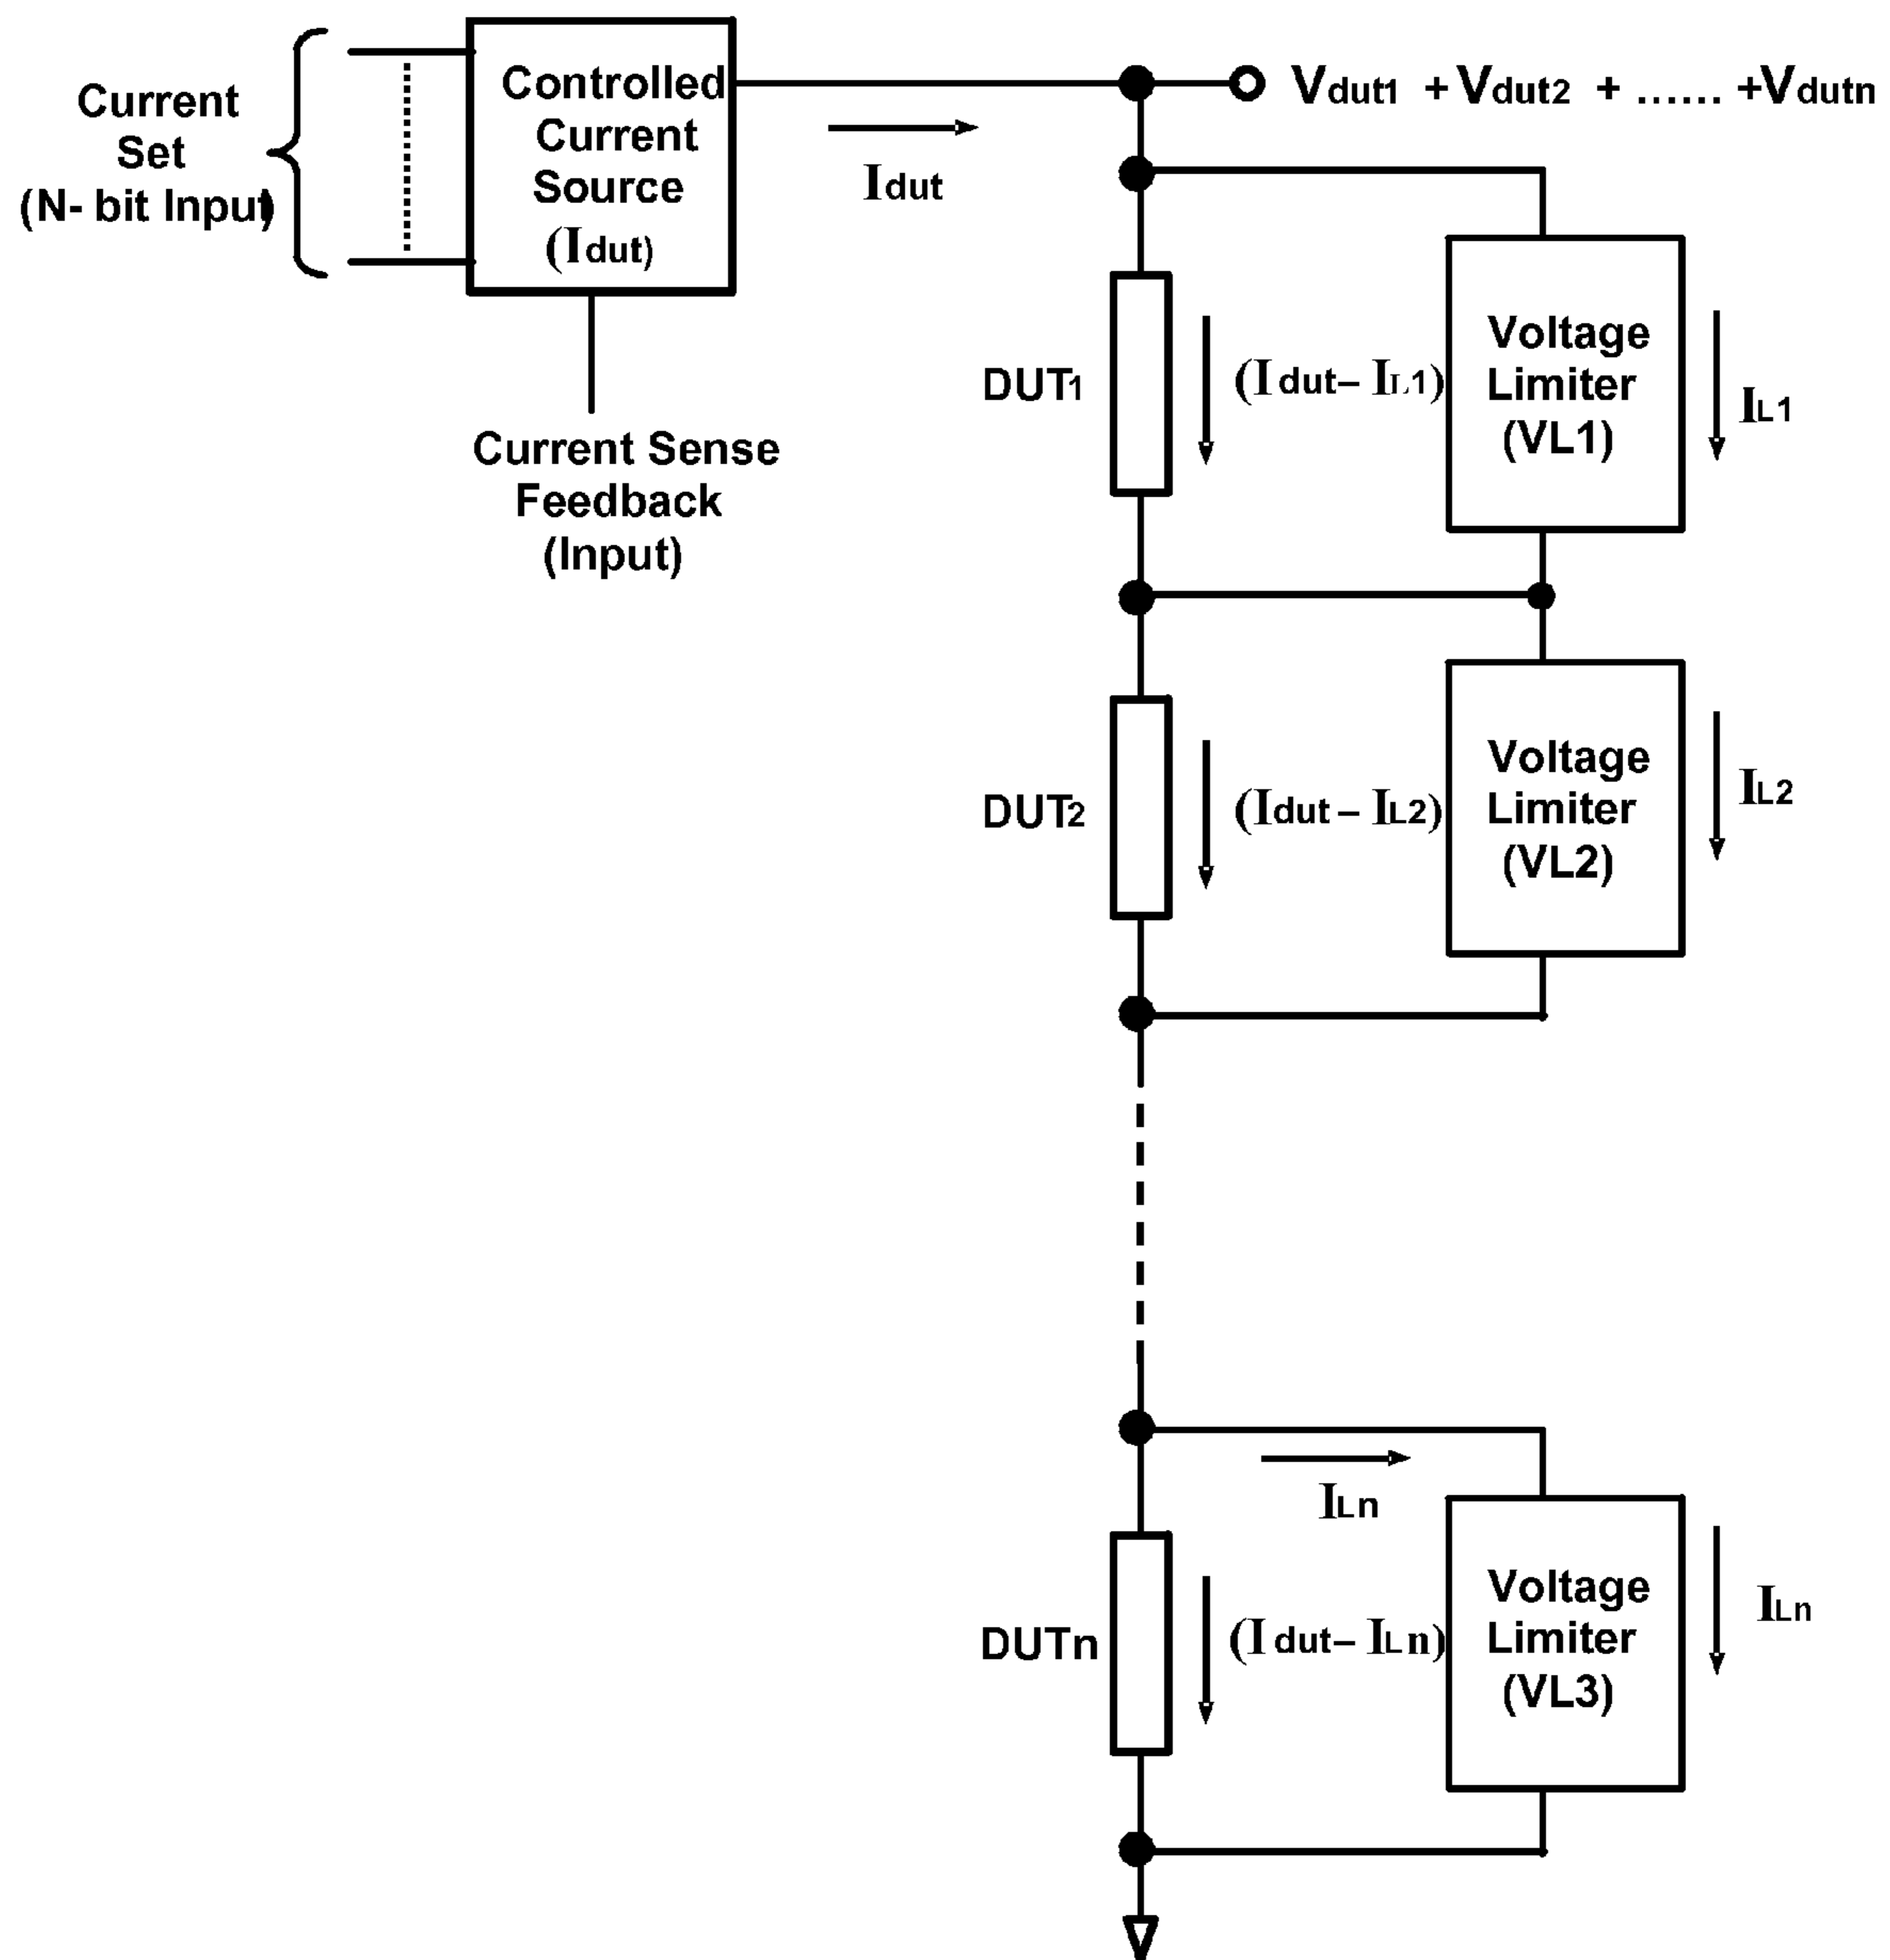 Current
Set
(N- bit Input)
Controlled
Current
Source
(Idut)
Current Sense
Feedback
(Input)
Idut
Vdut1 + Vdut2 + ...... +Vdutn
DUT1
(Idut– IL1)
Voltage
Limiter
(VL1)
IL1
DUT2
(Idut – IL2)
Voltage
Limiter
(VL2)
IL2
ILn
DUTn
(Idut– ILn)
Voltage
Limiter
(VL3)
ILn